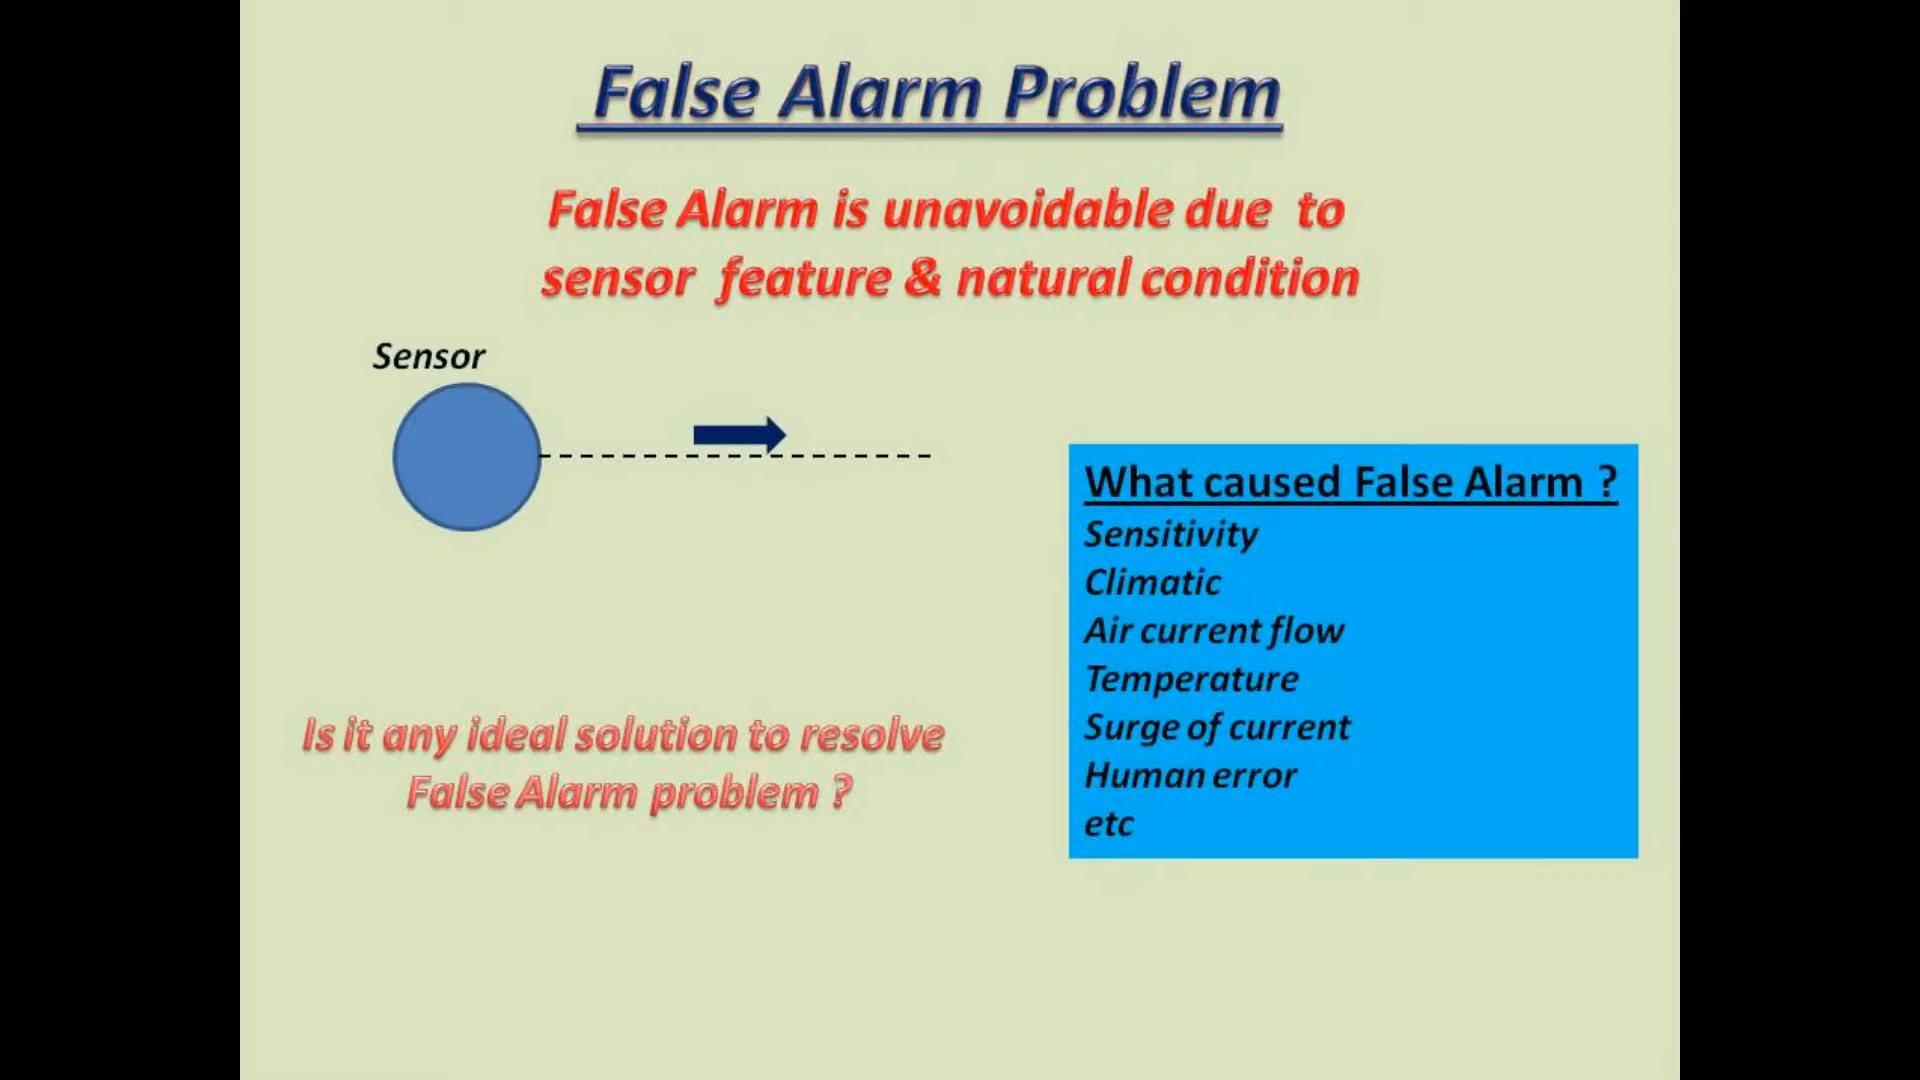 False Alarm Problem
False Alarm is unavoidable due to
sensor feature & natural condition
Sensor
What caused False Alarm ?
Sensitivity
Climatic
Air current flow
Temperature
Surge of current
Human error
etc
Is it any ideal solution to resolve
False Alarm problem ?